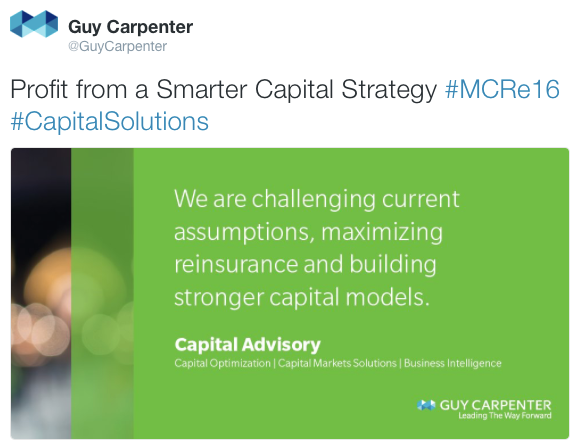 Guy Carpenter
@GuyCarpenter
Profit from a Smarter Capital Strategy #MCRe16
#CapitalSolutions
We are challenging current
assumptions, maximizing
reinsurance and building
stronger capital models.
Capital Advisory
Capital Optimization | Capital Markets Solutions | Business Intelligence
GUY CARPENTER
Leading The Way Forward